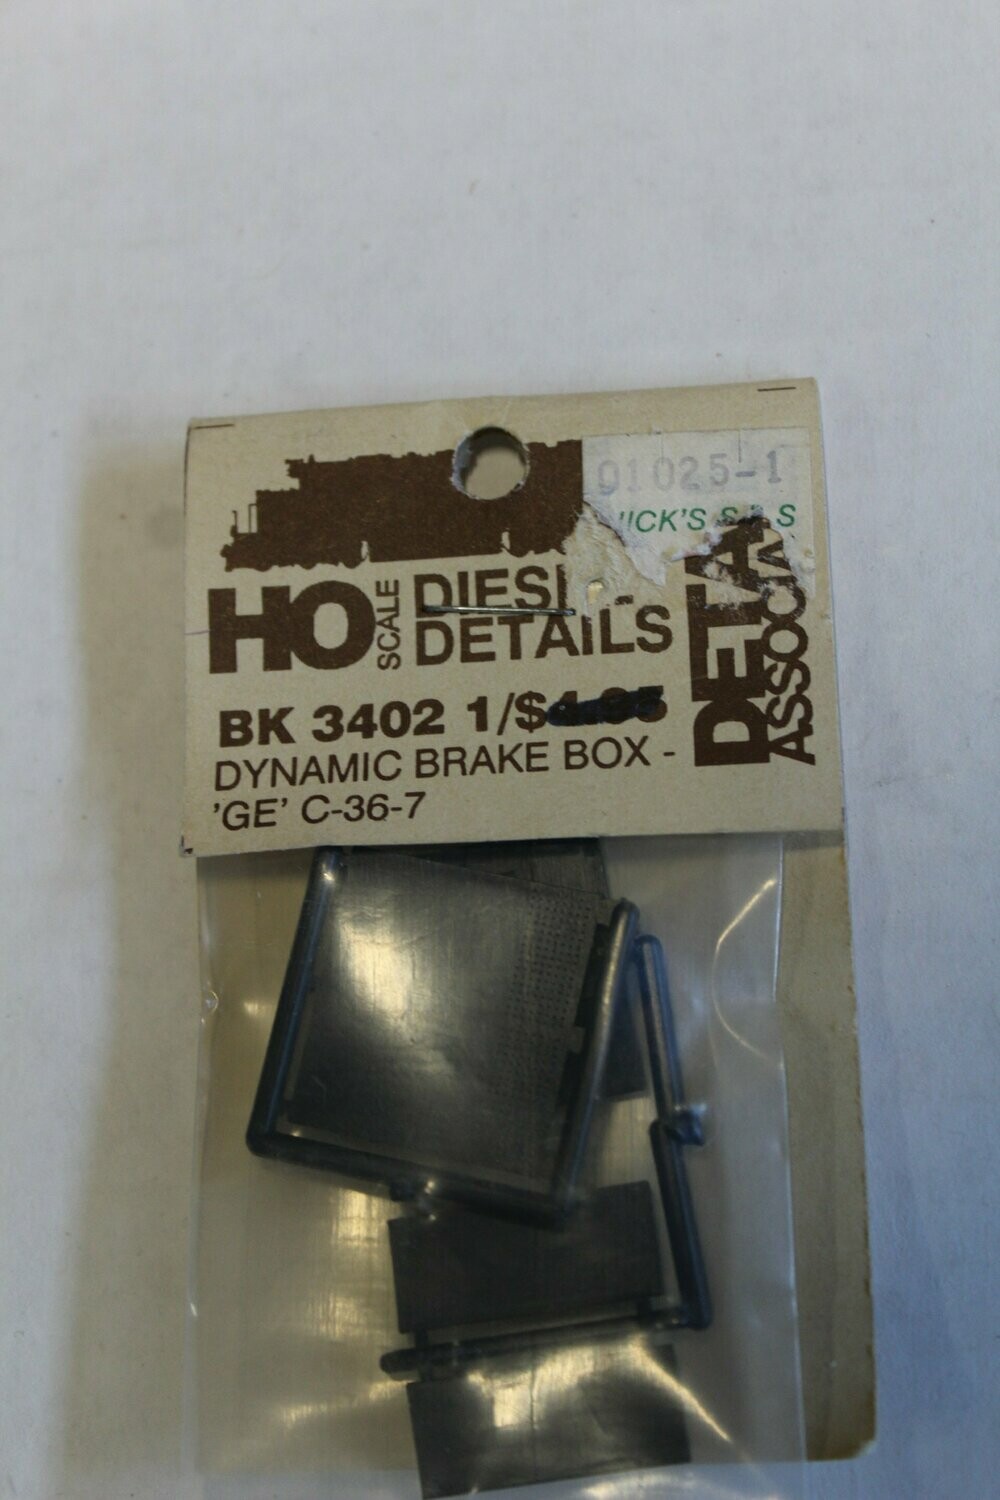 01025-1
HO SCALE DIESEL
DETAILS
BK 3402 1/$
DYNAMIC BRAKE BOX -
'GE' C-36-7